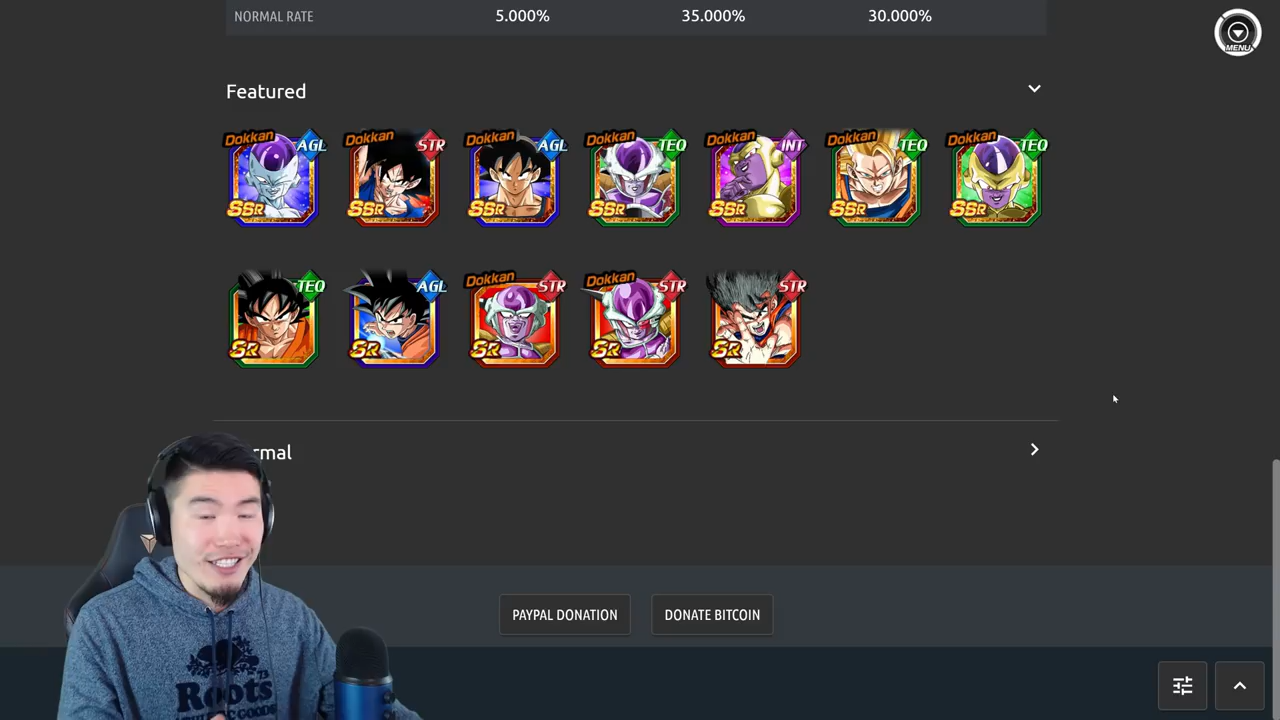 NORMAL RATE 5.000% 35.000% 30.000%
MENU
Featured
Dokkan AGL SSR
Dokkan STR SSR
Dokkan AGL SSR
Dokkan TEQ SSR
Dokkan INT SSR
Dokkan TEQ SSR
Dokkan TEQ SSR
TEQ SR
AGL SR
Dokkan STR SR
Dokkan STR SR
STR SR
rmal
PAYPAL DONATION
DONATE BITCOIN
Roots